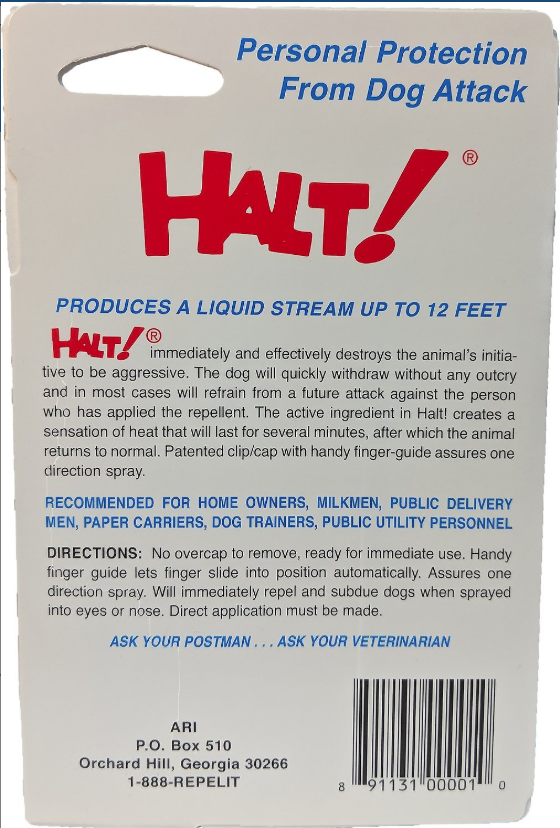 Personal Protection
From Dog Attack
HALT!®
PRODUCES A LIQUID STREAM UP TO 12 FEET
HALT!® immediately and effectively destroys the animal's initia-
tive to be aggressive. The dog will quickly withdraw without any outcry
and in most cases will refrain from a future attack against the person
who has applied the repellent. The active ingredient in Halt! creates a
sensation of heat that will last for several minutes, after which the animal
returns to normal. Patented clip/cap with handy finger-guide assures one
direction spray.
RECOMMENDED FOR HOME OWNERS, MILKMEN, PUBLIC DELIVERY
MEN, PAPER CARRIERS, DOG TRAINERS, PUBLIC UTILITY PERSONNEL
DIRECTIONS: No overcap to remove, ready for immediate use. Handy
finger guide lets finger slide into position automatically. Assures one
direction spray. Will immediately repel and subdue dogs when sprayed
into eyes or nose. Direct application must be made.
ASK YOUR POSTMAN . . . ASK YOUR VETERINARIAN
ARI
P.O. Box 510
Orchard Hill, Georgia 30266
1-888-REPELIT
8 91131 00001 0